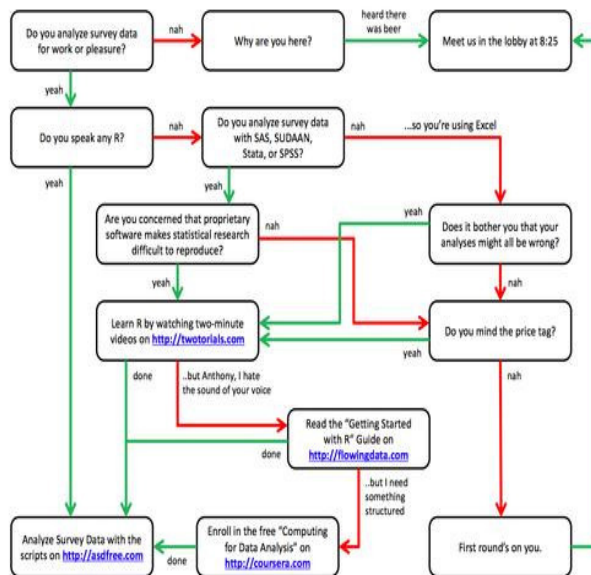 Do you analyze survey data
for work or pleasure?
nah
Why are you here?
heard there
was beer
Meet us in the lobby at 8:25
yeah
Do you speak any R?
nah
Do you analyze survey data
with SAS, SUDAAN,
Stata, or SPSS?
nah
...so you're using Excel
yeah
yeah
Are you concerned that proprietary
software makes statistical research
difficult to reproduce?
nah
yeah
Does it bother you that your
analyses might all be wrong?
yeah
nah
Learn R by watching two-minute
videos on http://twotorials.com
Do you mind the price tag?
yeah
done
..but Anthony, I hate
the sound of your voice
nah
Read the "Getting Started
with R" Guide on
http://flowingdata.com
done
..but I need
something
structured
Analyze Survey Data with the
scripts on http://asdfree.com
done
Enroll in the free "Computing
for Data Analysis" on
http://coursera.com
First round's on you.